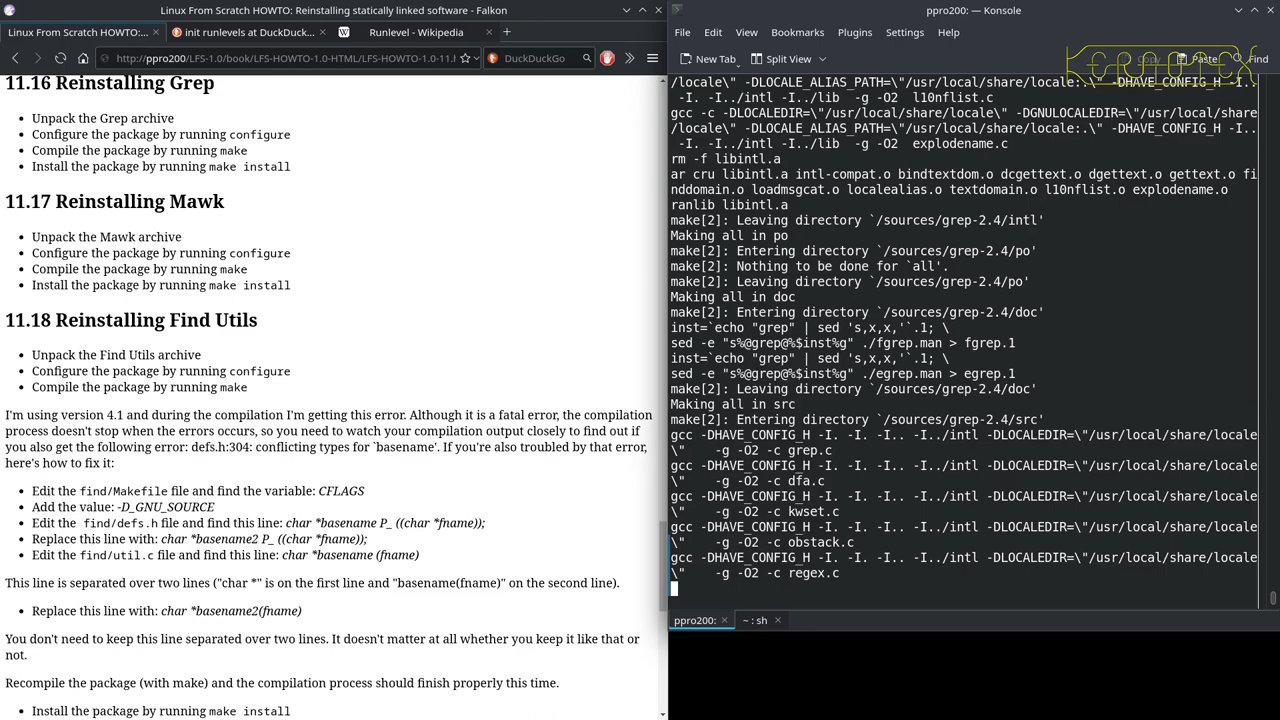 Linux From Scratch HOWTO: Reinstalling statically linked software - Falkon
Linux From Scratch HOWTO:...
init runlevels at DuckDuck...
Runlevel - Wikipedia
http://ppro200/LFS-1.0/book/LFS-HOWTO-1.0-HTML/LFS-HOWTO-1.0-11.h
DuckDuckGo
11.16 Reinstalling Grep
• Unpack the Grep archive
• Configure the package by running configure
• Compile the package by running make
• Install the package by running make install
11.17 Reinstalling Mawk
• Unpack the Mawk archive
• Configure the package by running configure
• Compile the package by running make
• Install the package by running make install
11.18 Reinstalling Find Utils
• Unpack the Find Utils archive
• Configure the package by running configure
• Compile the package by running make
I'm using version 4.1 and during the compilation I'm getting this error. Although it is a fatal error, the compilation
process doesn't stop when the errors occurs, so you need to watch your compilation output closely to find out if
you also get the following error: defs.h:304: conflicting types for `basename'. If you're also troubled by that error,
here's how to fix it:
• Edit the find/Makefile file and find the variable: CFLAGS
• Add the value: -D_GNU_SOURCE
• Edit the find/defs.h file and find this line: char *basename P_ ((char *fname));
• Replace this line with: char *basename2 P_ ((char *fname));
• Edit the find/util.c file and find this line: char *basename (fname)
This line is separated over two lines ("char *" is on the first line and "basename(fname)" on the second line).
• Replace this line with: char *basename2(fname)
You don't need to keep this line separated over two lines. It doesn't matter at all whether you keep it like that or
not.
Recompile the package (with make) and the compilation process should finish properly this time.
• Install the package by running make install
ppro200: — Konsole
File Edit View Bookmarks Plugins Settings Help
New Tab Split View Copy Paste Find
/locale\" -DLOCALE_ALIAS_PATH=\"/usr/local/share/locale:.\" -DHAVE_CONFIG_H -I..
 -I. -I../intl -I../lib  -g -O2  l10nflist.c
gcc -c -DLOCALEDIR=\"/usr/local/share/locale\" -DGNULOCALEDIR=\"/usr/local/share
/locale\" -DLOCALE_ALIAS_PATH=\"/usr/local/share/locale:.\" -DHAVE_CONFIG_H -I..
 -I. -I../intl -I../lib  -g -O2  explodename.c
rm -f libintl.a
ar cru libintl.a intl-compat.o bindtextdom.o dcgettext.o dgettext.o gettext.o fi
nddomain.o loadmsgcat.o localealias.o textdomain.o l10nflist.o explodename.o
ranlib libintl.a
make[2]: Leaving directory `/sources/grep-2.4/intl'
Making all in po
make[2]: Entering directory `/sources/grep-2.4/po'
make[2]: Nothing to be done for `all'.
make[2]: Leaving directory `/sources/grep-2.4/po'
Making all in doc
make[2]: Entering directory `/sources/grep-2.4/doc'
inst=`echo "grep" | sed 's,x,x,'`.1; \
sed -e "s%@grep@%$inst%g" ./fgrep.man > fgrep.1
inst=`echo "grep" | sed 's,x,x,'`.1; \
sed -e "s%@grep@%$inst%g" ./egrep.man > egrep.1
make[2]: Leaving directory `/sources/grep-2.4/doc'
Making all in src
make[2]: Entering directory `/sources/grep-2.4/src'
gcc -DHAVE_CONFIG_H -I. -I. -I.. -I../intl -DLOCALEDIR=\"/usr/local/share/locale
\"    -g -O2 -c grep.c
gcc -DHAVE_CONFIG_H -I. -I. -I.. -I../intl -DLOCALEDIR=\"/usr/local/share/locale
\"    -g -O2 -c dfa.c
gcc -DHAVE_CONFIG_H -I. -I. -I.. -I../intl -DLOCALEDIR=\"/usr/local/share/locale
\"    -g -O2 -c kwset.c
gcc -DHAVE_CONFIG_H -I. -I. -I.. -I../intl -DLOCALEDIR=\"/usr/local/share/locale
\"    -g -O2 -c obstack.c
gcc -DHAVE_CONFIG_H -I. -I. -I.. -I../intl -DLOCALEDIR=\"/usr/local/share/locale
\"    -g -O2 -c regex.c
ppro200:
~ : sh